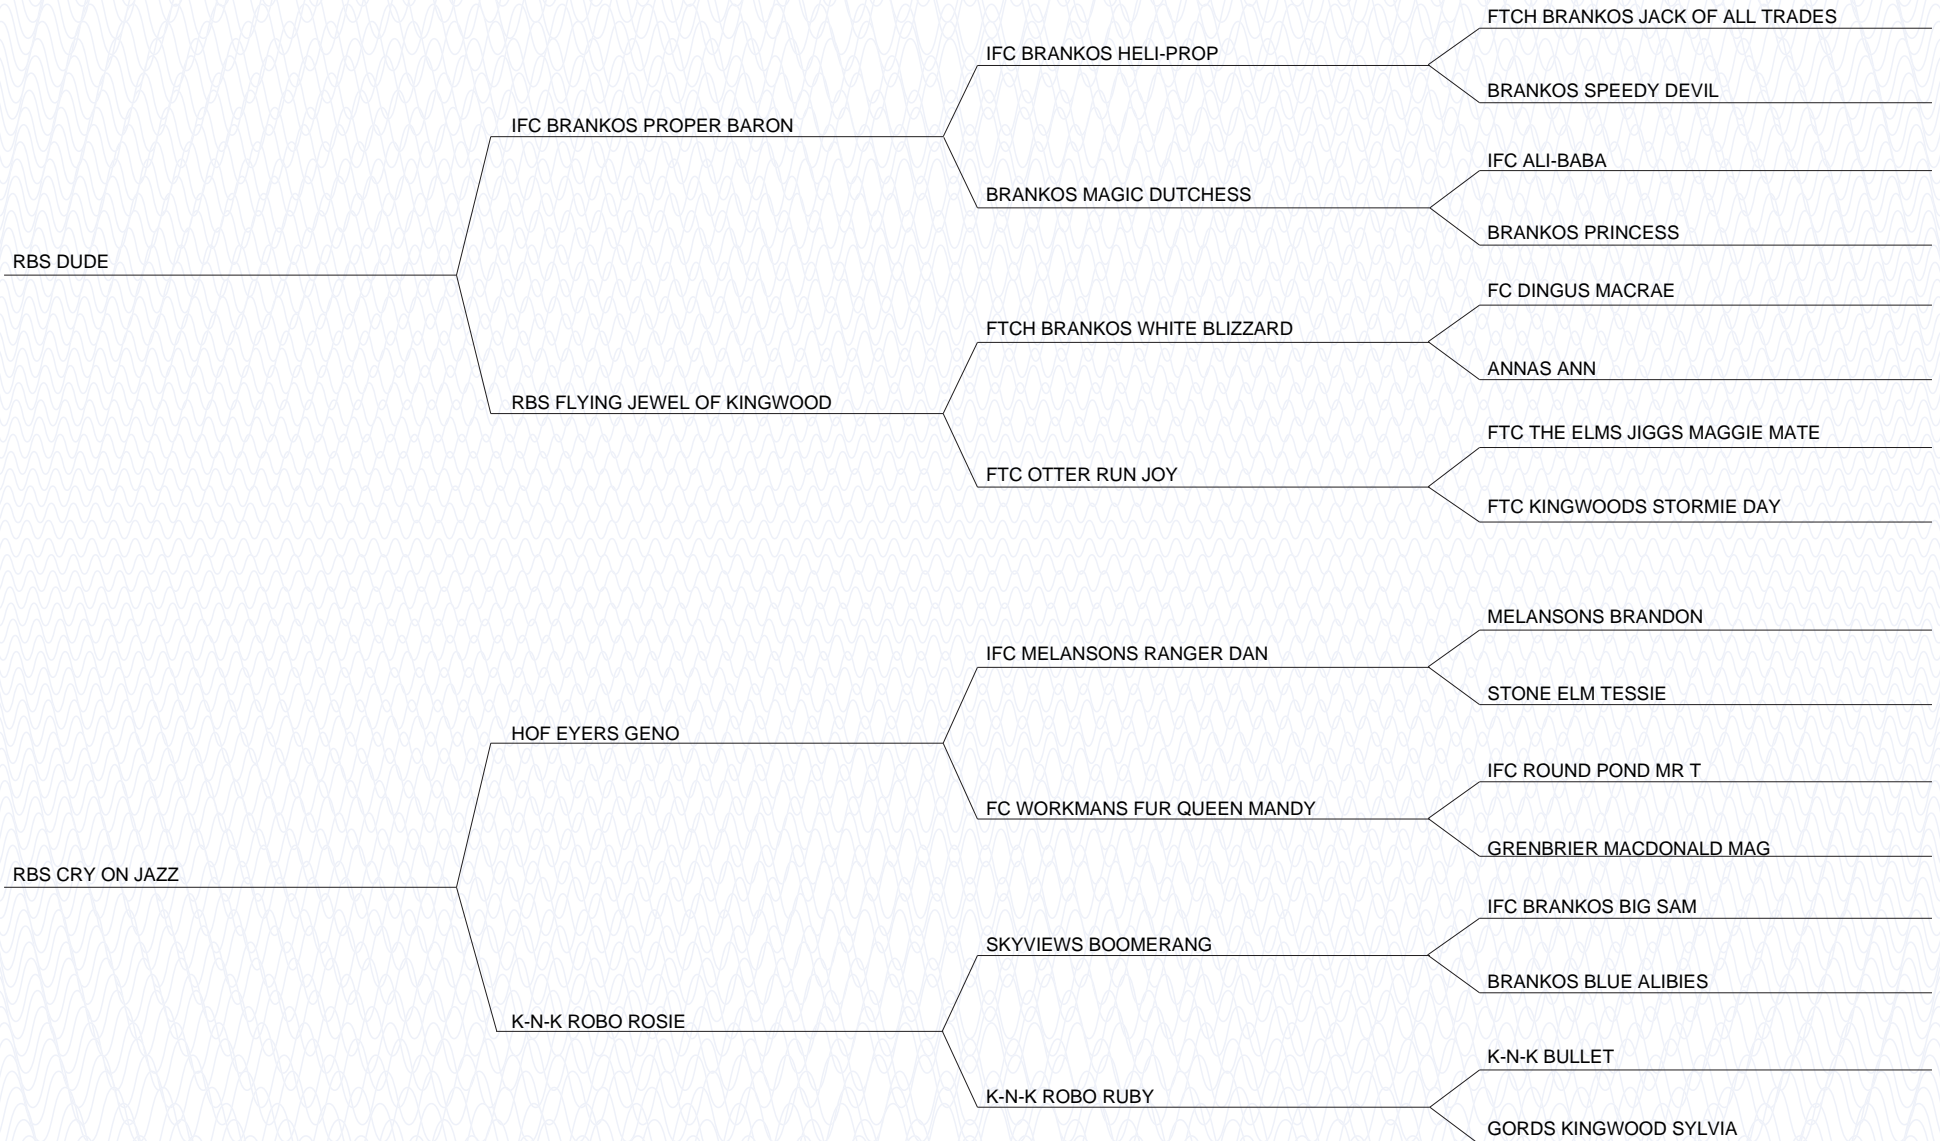 FTCH BRANKOS JACK OF ALL TRADES
IFC BRANKOS HELI-PROP
BRANKOS SPEEDY DEVIL
IFC BRANKOS PROPER BARON
IFC ALI-BABA
BRANKOS MAGIC DUTCHESS
BRANKOS PRINCESS
RBS DUDE
FC DINGUS MACRAE
FTCH BRANKOS WHITE BLIZZARD
ANNAS ANN
RBS FLYING JEWEL OF KINGWOOD
FTC THE ELMS JIGGS MAGGIE MATE
FTC OTTER RUN JOY
FTC KINGWOODS STORMIE DAY
MELANSONS BRANDON
IFC MELANSONS RANGER DAN
STONE ELM TESSIE
HOF EYERS GENO
IFC ROUND POND MR T
FC WORKMANS FUR QUEEN MANDY
GRENBRIER MACDONALD MAG
RBS CRY ON JAZZ
IFC BRANKOS BIG SAM
SKYVIEWS BOOMERANG
BRANKOS BLUE ALIBIES
K-N-K ROBO ROSIE
K-N-K BULLET
K-N-K ROBO RUBY
GORDS KINGWOOD SYLVIA